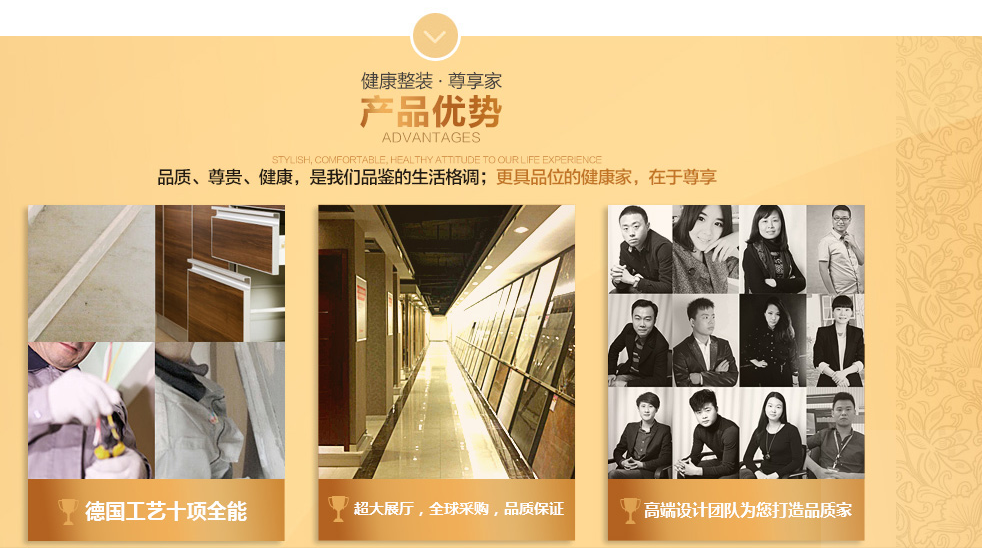 健康整装·尊享家
产品优势
ADVANTAGES
STYLISH, COMFORTABLE, HEALTHY ATTITUDE TO OUR LIFE EXPERIENCE
品质、尊贵、健康，是我们品鉴的生活格调；更具品位的健康家，在于尊享
德国工艺十项全能
超大展厅，全球采购，品质保证
高端设计团队为您打造品质家